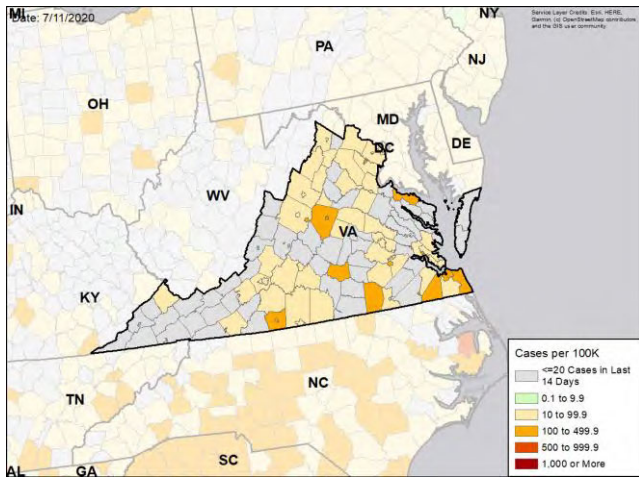 MI
Date: 7/11/2020
NY
Service Layer Credits: Esri, HERE,
Garmin, (c) OpenStreetMap contributors,
and the GIS user community
PA
NJ
OH
MD
DE
DC
WV
IN
VA
KY
TN
NC
SC
AL
GA
Cases per 100K
<=20 Cases in Last
14 Days
0.1 to 9.9
10 to 99.9
100 to 499.9
500 to 999.9
1,000 or More